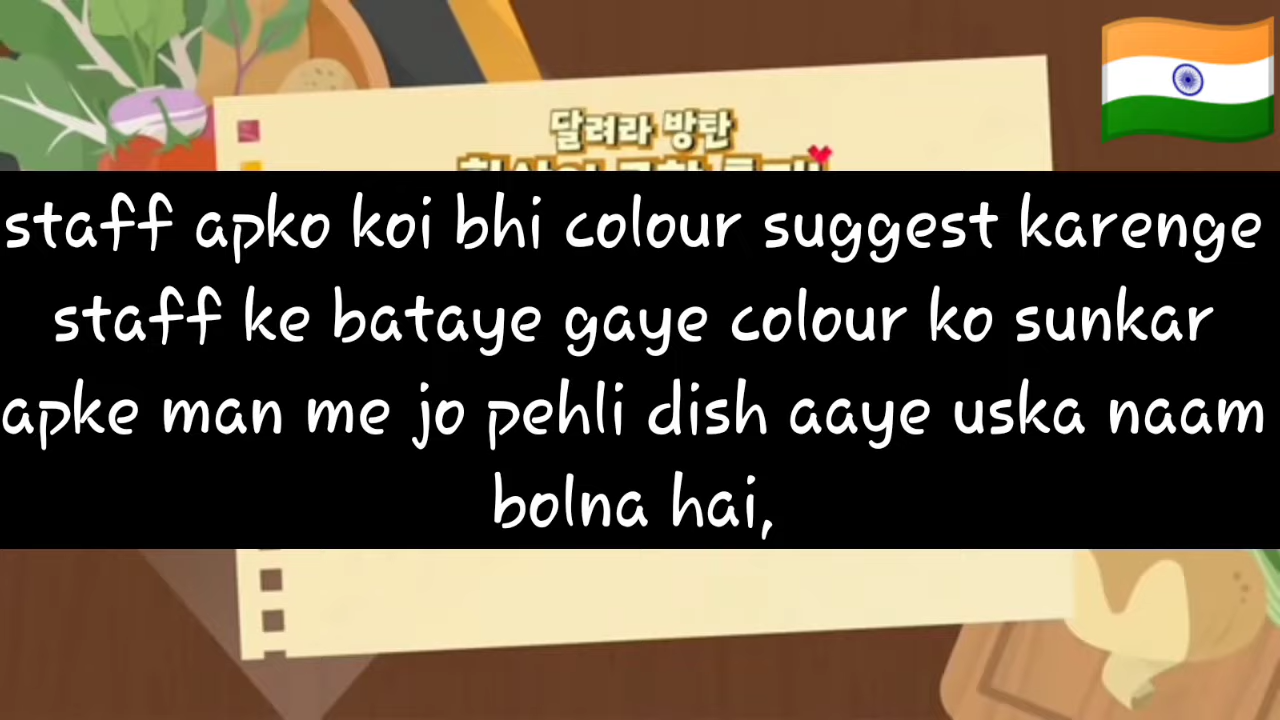 달려라 방탄
staff apko koi bhi colour suggest karenge
staff ke bataye gaye colour ko sunkar
apke man me jo pehli dish aaye uska naam
bolna hai,